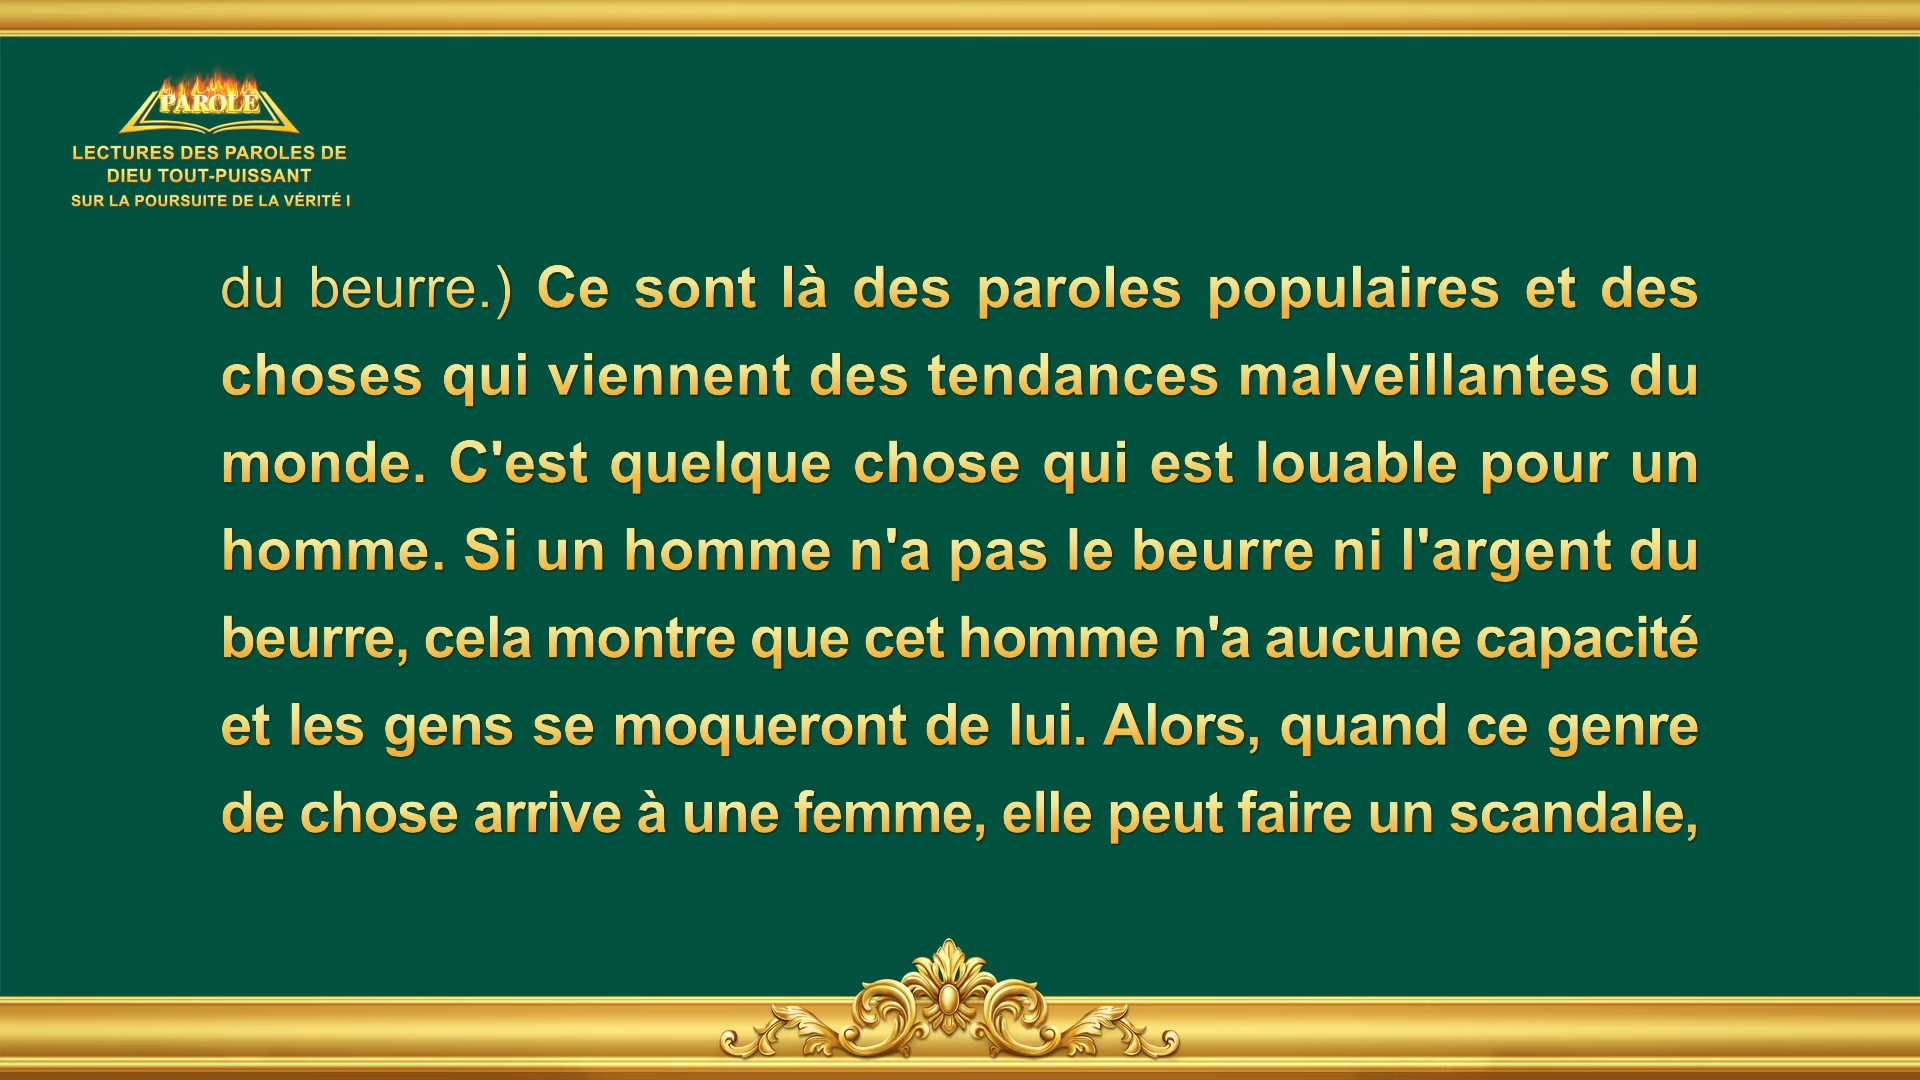 PAROLE
LECTURES DES PAROLES DE
DIEU TOUT-PUISSANT
SUR LA POURSUITE DE LA VÉRITÉ I
du beurre.) Ce sont là des paroles populaires et des
choses qui viennent des tendances malveillantes du
monde. C'est quelque chose qui est louable pour un
homme. Si un homme n'a pas le beurre ni l'argent du
beurre, cela montre que cet homme n'a aucune capacité
et les gens se moqueront de lui. Alors, quand ce genre
de chose arrive à une femme, elle peut faire un scandale,